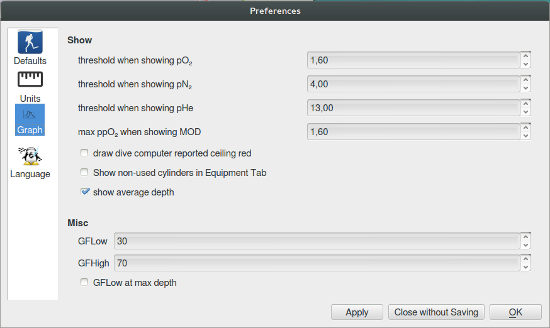 Preferences
Defaults
Units
Graph
Language
Show
threshold when showing pO₂ 1,60
threshold when showing pN₂ 4,00
threshold when showing pHe 13,00
max ppO₂ when showing MOD 1,60
draw dive computer reported ceiling red
Show non-used cylinders in Equipment Tab
show average depth
Misc
GFLow 30
GFHigh 70
GFLow at max depth
Apply Close without Saving OK